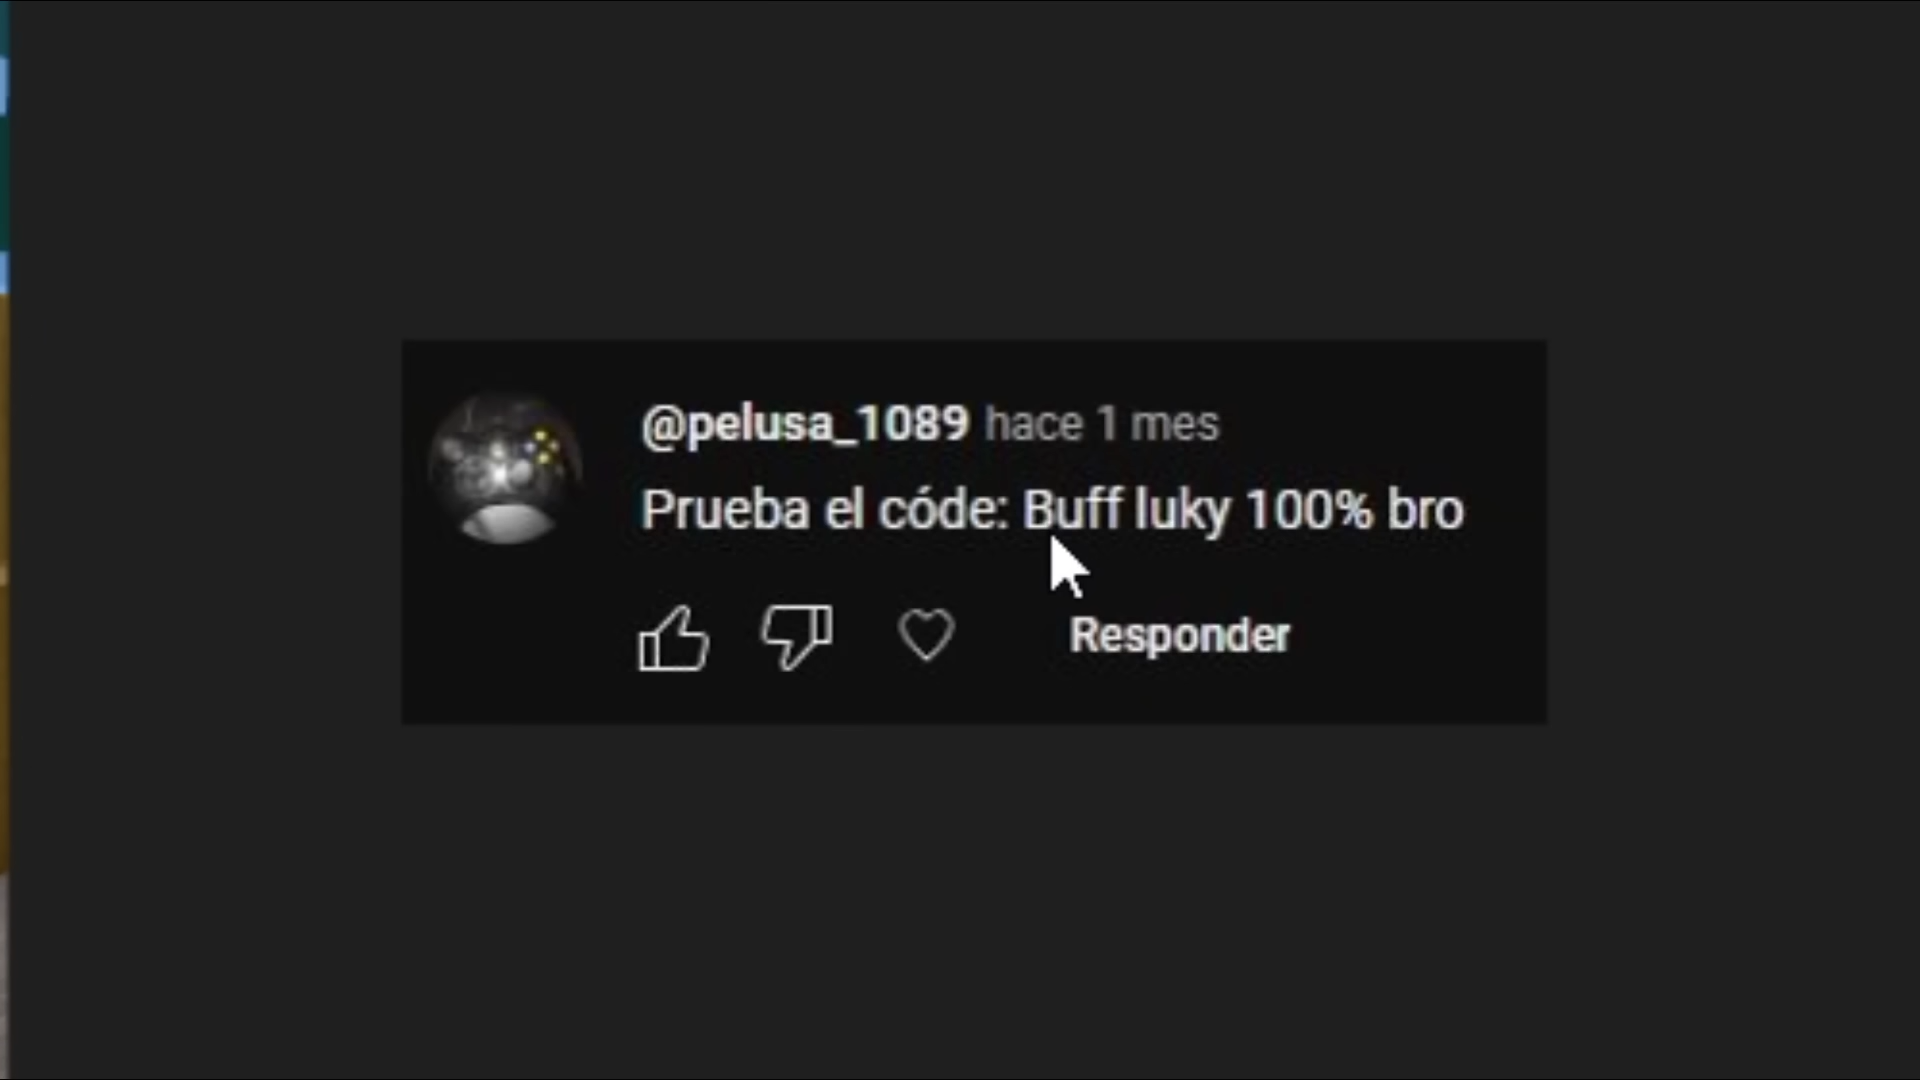 @pelusa_1089 hace 1 mes
Prueba el códe: Buff luky 100% bro
Responder